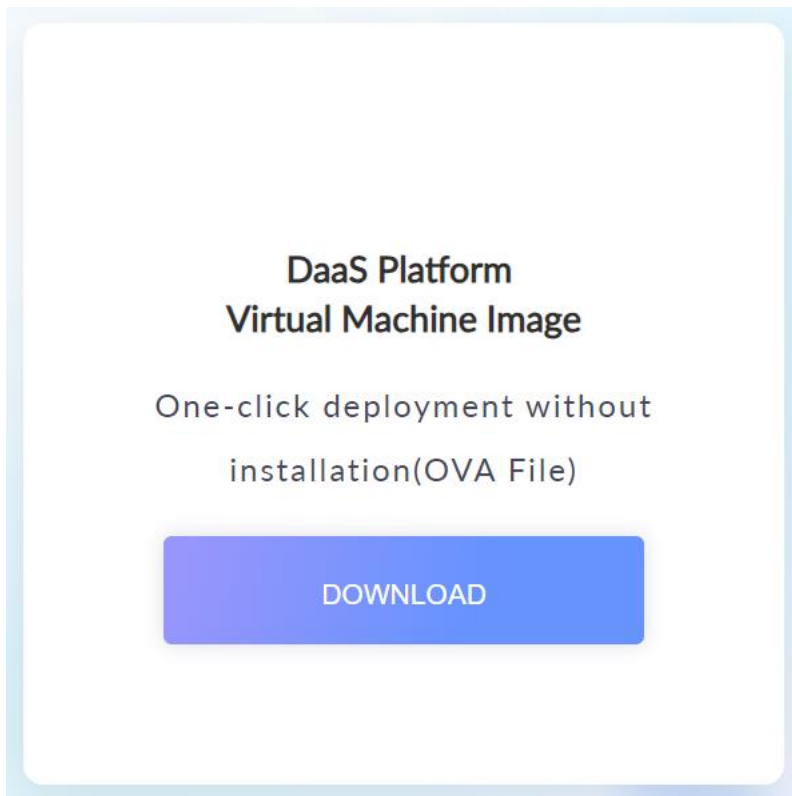 DaaS Platform
Virtual Machine Image
One-click deployment without
installation(OVA File)
DOWNLOAD